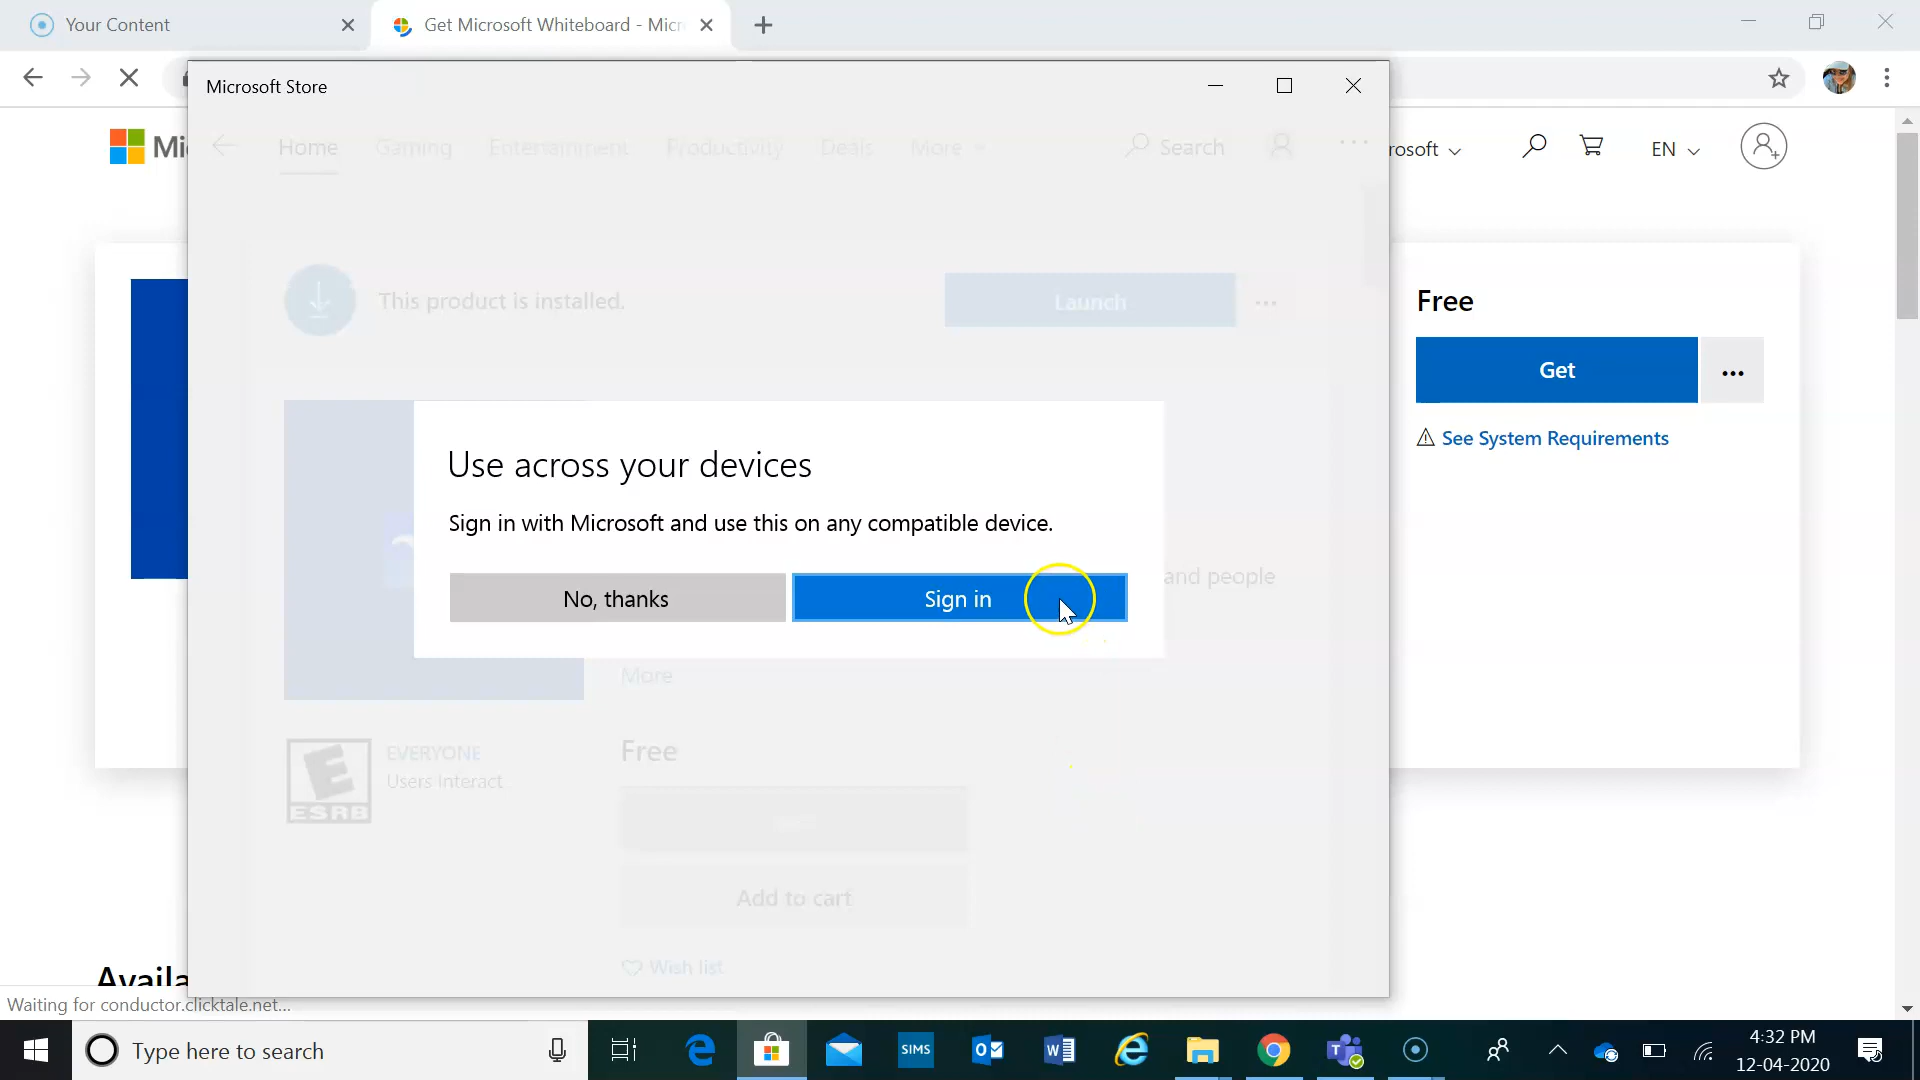 Your Content
Get Microsoft Whiteboard - Micr
Microsoft Store
Mi
Home Gaming Entertainment Productivity Deals More Search
rosoft
EN
This product is installed.
Launch
Free
Get
See System Requirements
Use across your devices
Sign in with Microsoft and use this on any compatible device.
No, thanks
Sign in
and people
More
EVERYONE
Users Interact
ESRB
Free
Add to cart
Wish list
Availa
Waiting for conductor.clicktale.net...
Type here to search
SIMS
4:32 PM
12-04-2020